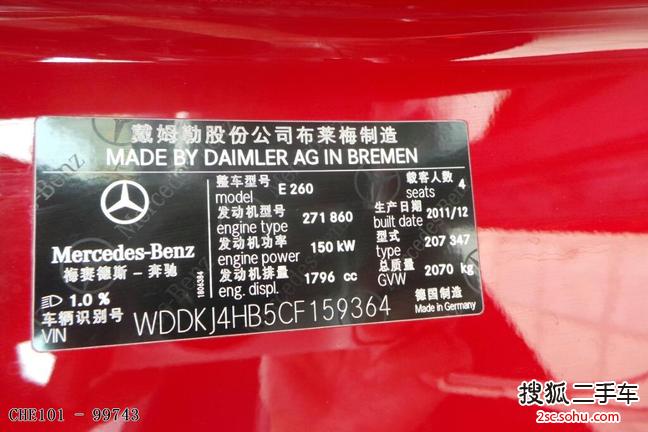 戴姆勒股份公司布莱梅制造
MADE BY DAIMLER AG IN BREMEN
整车型号
model
E 260
载客人数
seats
4
发动机型号
engine type
271 860
生产日期
built date
2011/12
发动机功率
engine power
150 kW
型式
type
207 347
发动机排量
eng. displ.
1796 cc
总质量
GVW
2070 kg
Mercedes-Benz
梅赛德斯-奔驰
1806384
1.0 %
车辆识别号
VIN
WDDKJ4HB5CF159364
德国制造
Made in Germany
CHE101 - 99743
搜狐二手车
2sc.sohu.com